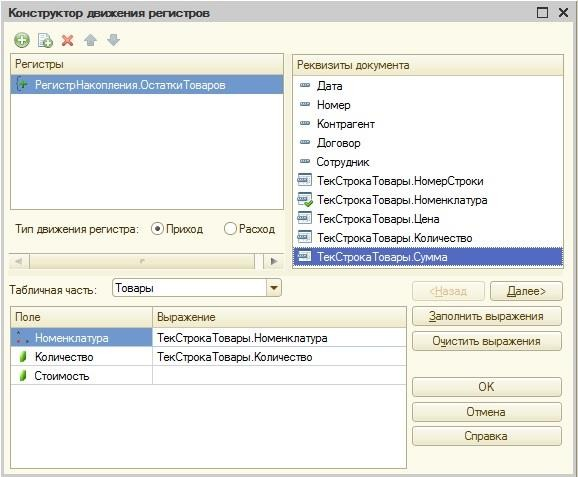 Конструктор движения регистров
Регистры
РегистрНакопления.ОстаткиТоваров
Тип движения регистра: Приход Расход
Реквизиты документа
Дата
Номер
Контрагент
Договор
Сотрудник
ТекСтрокаТовары.НомерСтроки
ТекСтрокаТовары.Номенклатура
ТекСтрокаТовары.Цена
ТекСтрокаТовары.Количество
ТекСтрокаТовары.Сумма
Табличная часть: Товары
<Назад Далее>
Поле Выражение
Номенклатура ТекСтрокаТовары.Номенклатура
Количество ТекСтрокаТовары.Количество
Стоимость
Заполнить выражения
Очистить выражения
OK
Отмена
Справка